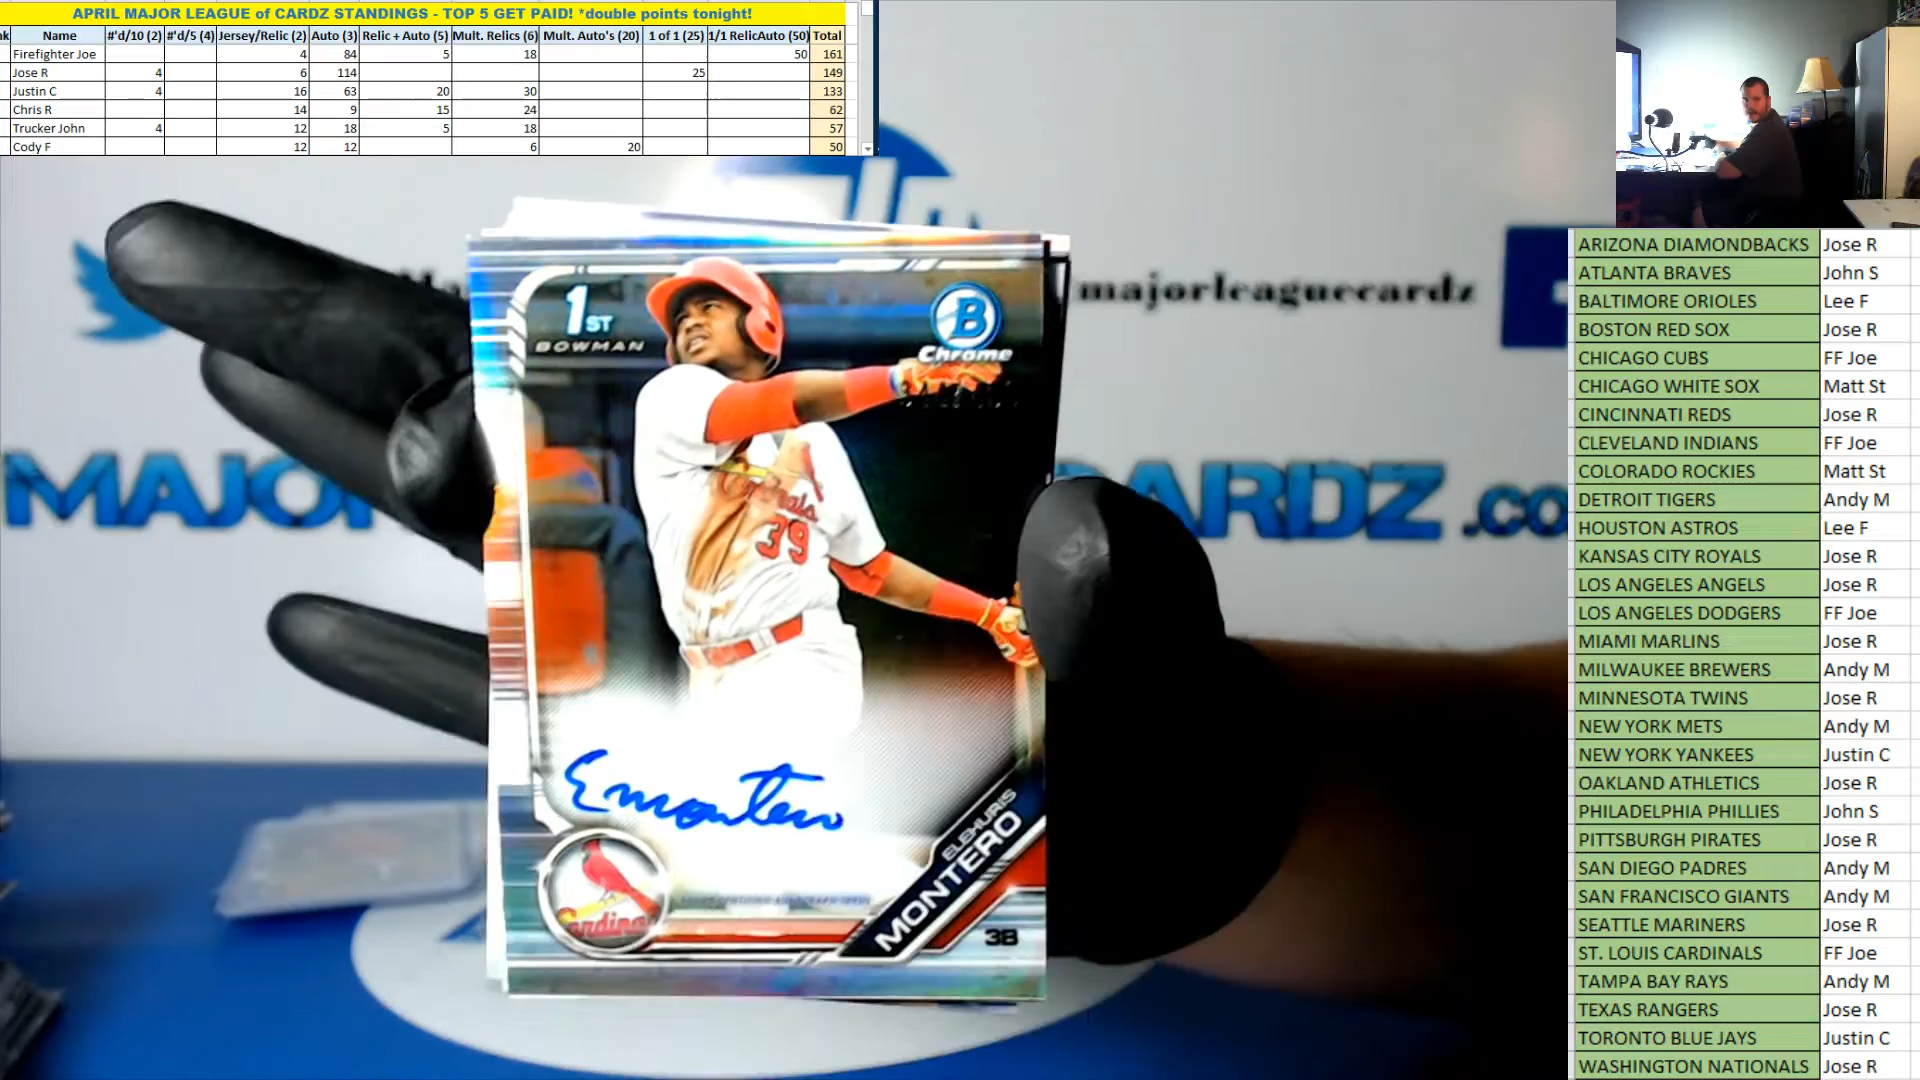 APRIL MAJOR LEAGUE of CARDZ STANDINGS - TOP 5 GET PAID! *double points tonight!
Name #'d/10 (2) #'d/5 (4) Jersey/Relic (2) Auto (3) Relic + Auto (5) Mult. Relics (6) Mult. Auto's (20) 1 of 1 (25) 1/1 RelicAuto (50) Total
Firefighter Joe 4 84 5 18 50 161
Jose R 4 6 114 25 149
Justin C 4 16 63 20 30 133
Chris R 14 9 15 24 62
Trucker John 4 12 18 5 18 57
Cody F 12 12 6 20 50
majorleaguecardz
MAJOR CARDZ .co
1ST
BOWMAN
B
Chrome
Cardinals
39
E Montero
Cardinals
ELEHURIS
MONTERO
3B
ARIZONA DIAMONDBACKS Jose R
ATLANTA BRAVES John S
BALTIMORE ORIOLES Lee F
BOSTON RED SOX Jose R
CHICAGO CUBS FF Joe
CHICAGO WHITE SOX Matt St
CINCINNATI REDS Jose R
CLEVELAND INDIANS FF Joe
COLORADO ROCKIES Matt St
DETROIT TIGERS Andy M
HOUSTON ASTROS Lee F
KANSAS CITY ROYALS Jose R
LOS ANGELES ANGELS Jose R
LOS ANGELES DODGERS FF Joe
MIAMI MARLINS Jose R
MILWAUKEE BREWERS Andy M
MINNESOTA TWINS Jose R
NEW YORK METS Andy M
NEW YORK YANKEES Justin C
OAKLAND ATHLETICS Jose R
PHILADELPHIA PHILLIES John S
PITTSBURGH PIRATES Jose R
SAN DIEGO PADRES Andy M
SAN FRANCISCO GIANTS Andy M
SEATTLE MARINERS Jose R
ST. LOUIS CARDINALS FF Joe
TAMPA BAY RAYS Andy M
TEXAS RANGERS Jose R
TORONTO BLUE JAYS Justin C
WASHINGTON NATIONALS Jose R